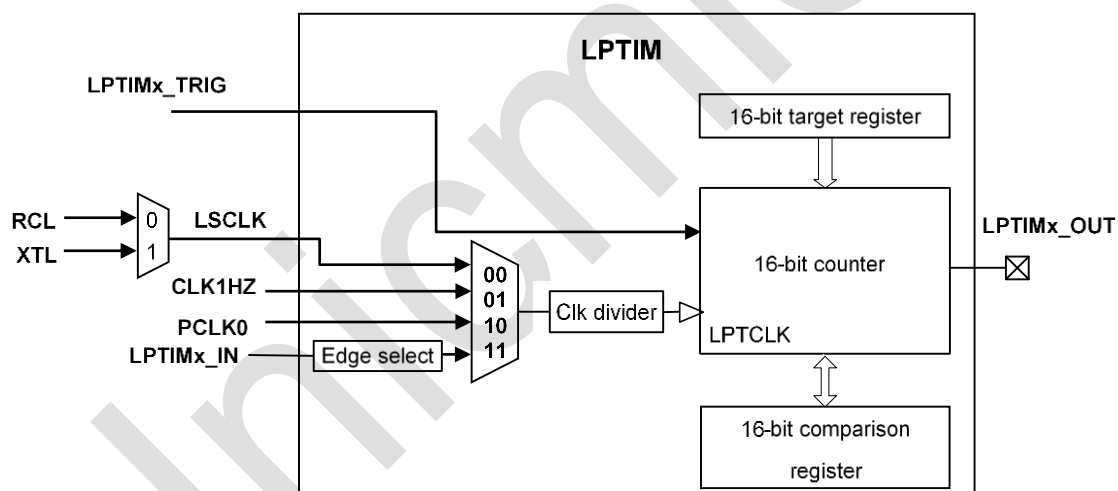 LPTIM
LPTIMx_TRIG
16-bit target register
RCL
XTL
0
1
LSCLK
CLK1HZ
PCLK0
LPTIMx_IN
Edge select
00
01
10
11
Clk divider
LPTCLK
16-bit counter
LPTIMx_OUT
16-bit comparison
register